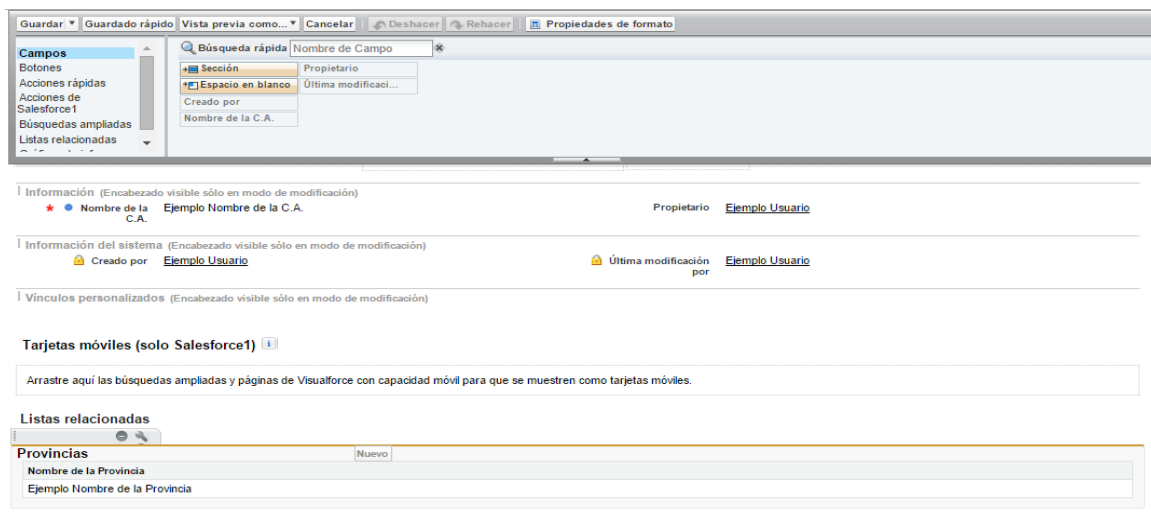 Guardar Guardado rápido Vista previa como... Cancelar Deshacer Rehacer Propiedades de formato
Campos
Botones
Acciones rápidas
Acciones de
Salesforce1
Búsquedas ampliadas
Listas relacionadas
Búsqueda rápida Nombre de Campo
Sección Propietario
Espacio en blanco Última modificaci...
Creado por
Nombre de la C.A.
Información (Encabezado visible sólo en modo de modificación)
* Nombre de la C.A. Ejemplo Nombre de la C.A. Propietario Ejemplo Usuario
Información del sistema (Encabezado visible sólo en modo de modificación)
Creado por Ejemplo Usuario Última modificación por Ejemplo Usuario
Vínculos personalizados (Encabezado visible sólo en modo de modificación)
Tarjetas móviles (solo Salesforce1) i
Arrastre aquí las búsquedas ampliadas y páginas de Visualforce con capacidad móvil para que se muestren como tarjetas móviles.
Listas relacionadas
Provincias Nuevo
Nombre de la Provincia
Ejemplo Nombre de la Provincia